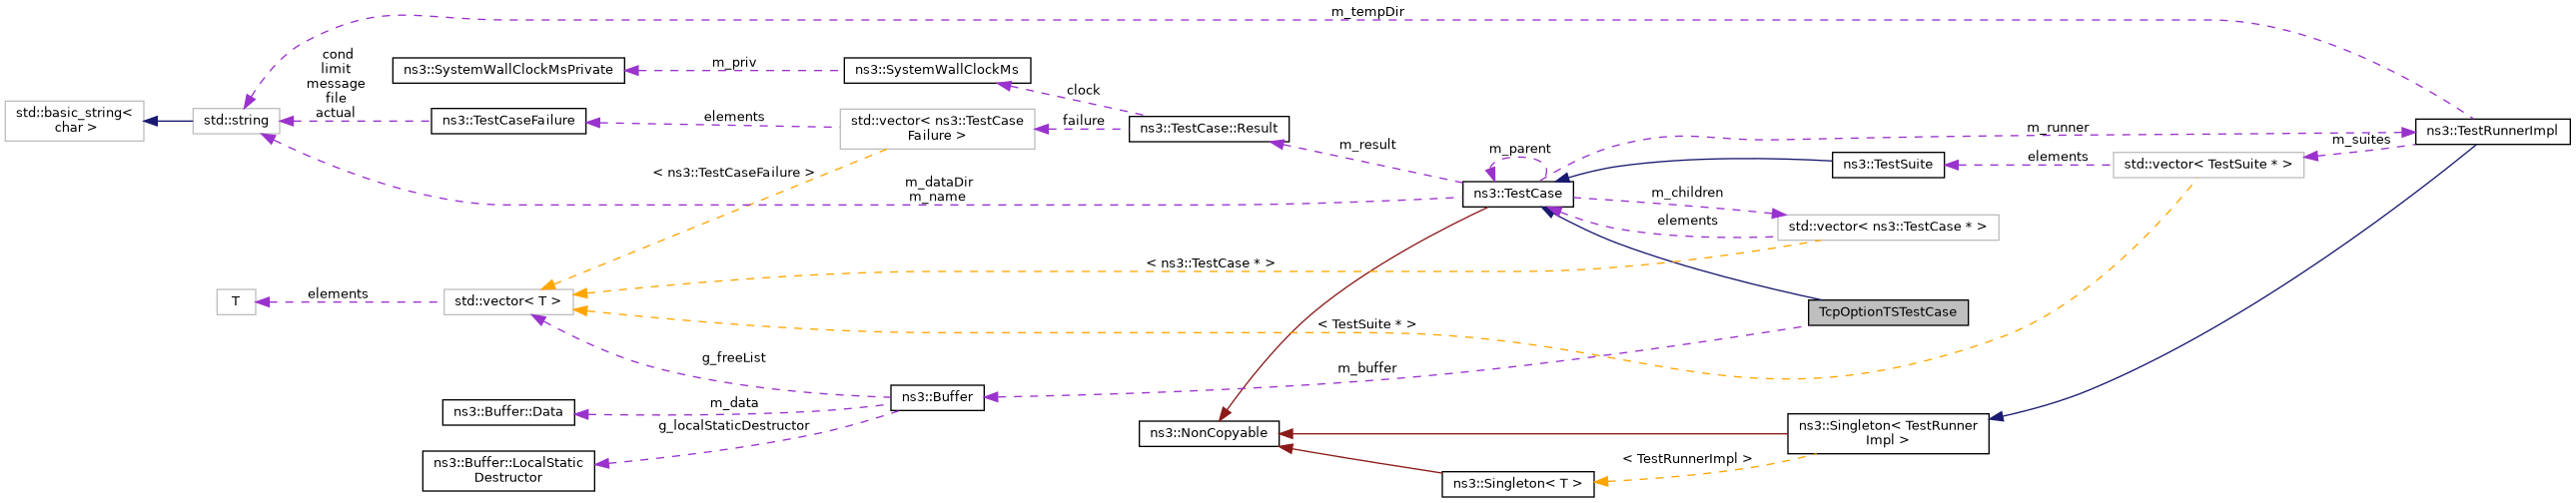 m_tempDir
cond
limit
message
file
actual
ns3::SystemWallClockMsPrivate
m_priv
ns3::SystemWallClockMs
clock
std::basic_string<
char >
std::string
ns3::TestCaseFailure
elements
std::vector< ns3::TestCase
Failure >
failure
ns3::TestCase::Result
m_result
m_parent
m_runner
ns3::TestRunnerImpl
m_suites
ns3::TestSuite
elements
std::vector< TestSuite * >
< ns3::TestCaseFailure >
m_dataDir
m_name
ns3::TestCase
m_children
elements
std::vector< ns3::TestCase * >
< ns3::TestCase * >
T
elements
std::vector< T >
TcpOptionTSTestCase
< TestSuite * >
g_freeList
m_buffer
ns3::Buffer
ns3::Buffer::Data
m_data
g_localStaticDestructor
ns3::NonCopyable
ns3::Singleton< TestRunner
Impl >
ns3::Buffer::LocalStatic
Destructor
< TestRunnerImpl >
ns3::Singleton< T >